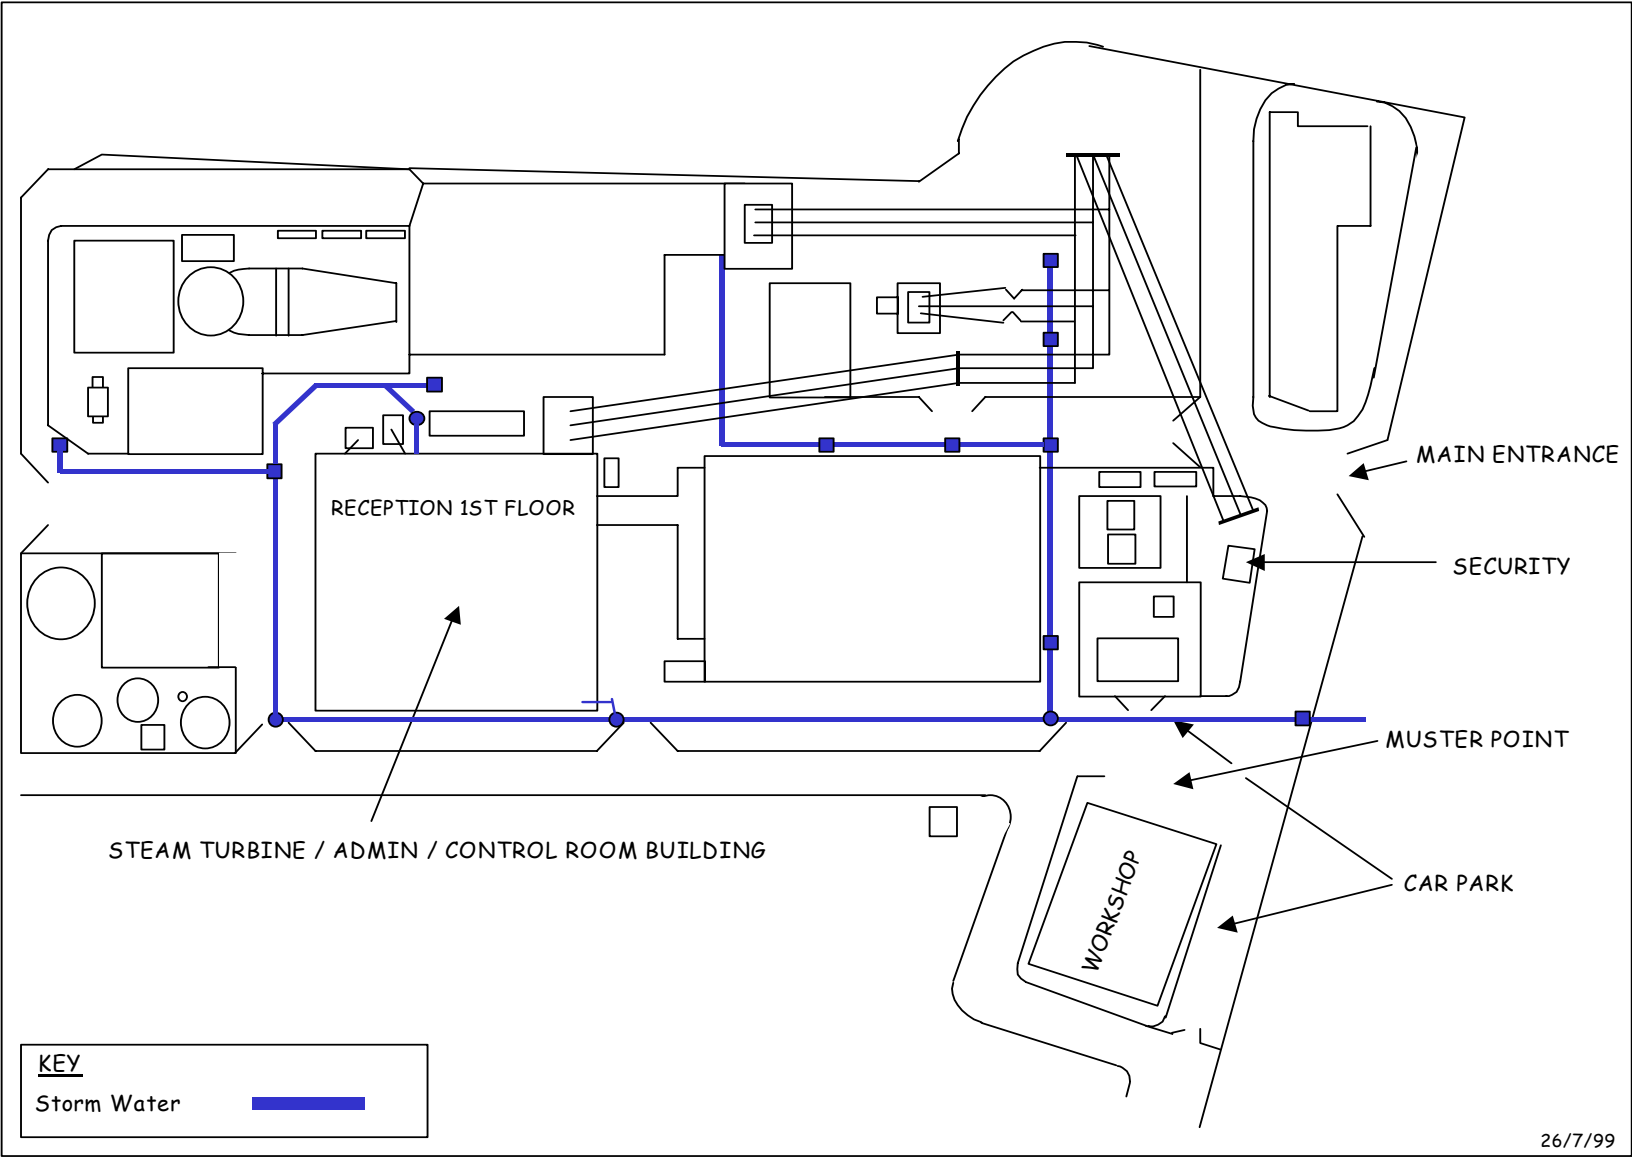 MAIN ENTRANCE
RECEPTION 1ST FLOOR
SECURITY
MUSTER POINT
STEAM TURBINE / ADMIN / CONTROL ROOM BUILDING
CAR PARK
WORKSHOP
KEY
Storm Water
26/7/99